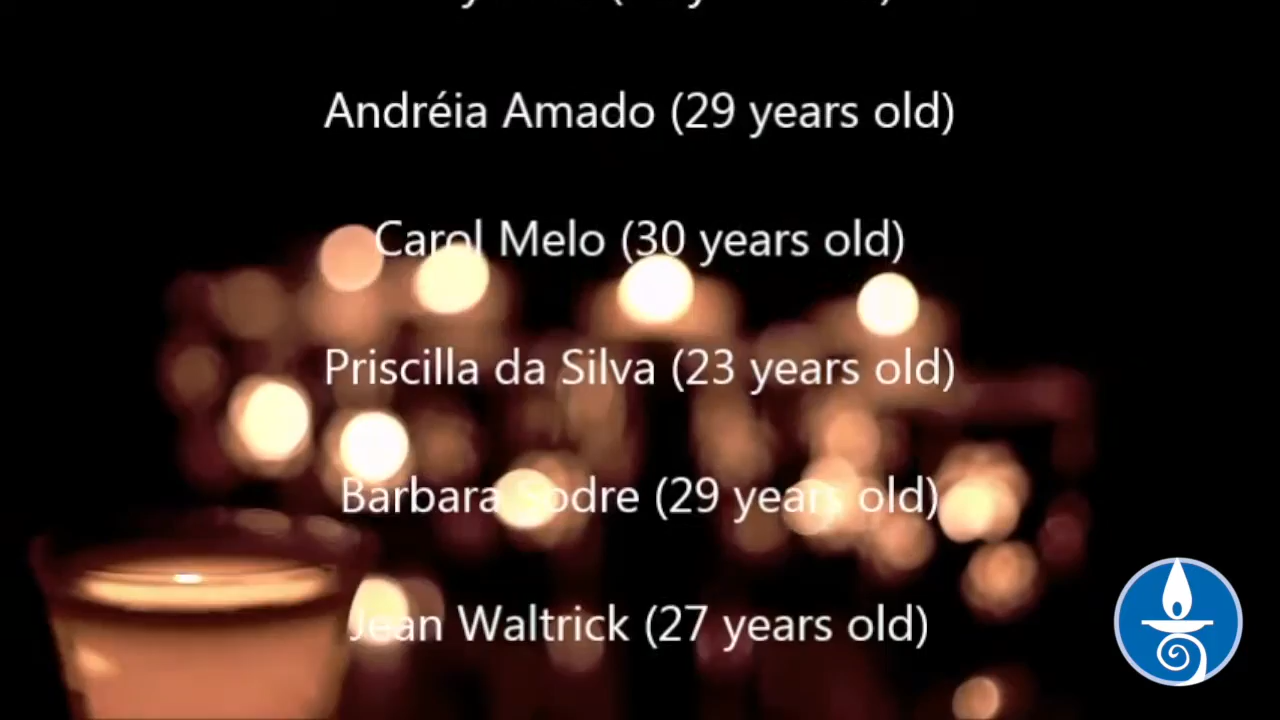 Andréia Amado (29 years old)
Carol Melo (30 years old)
Priscilla da Silva (23 years old)
Barbara Sodre (29 years old)
Jean Waltrick (27 years old)